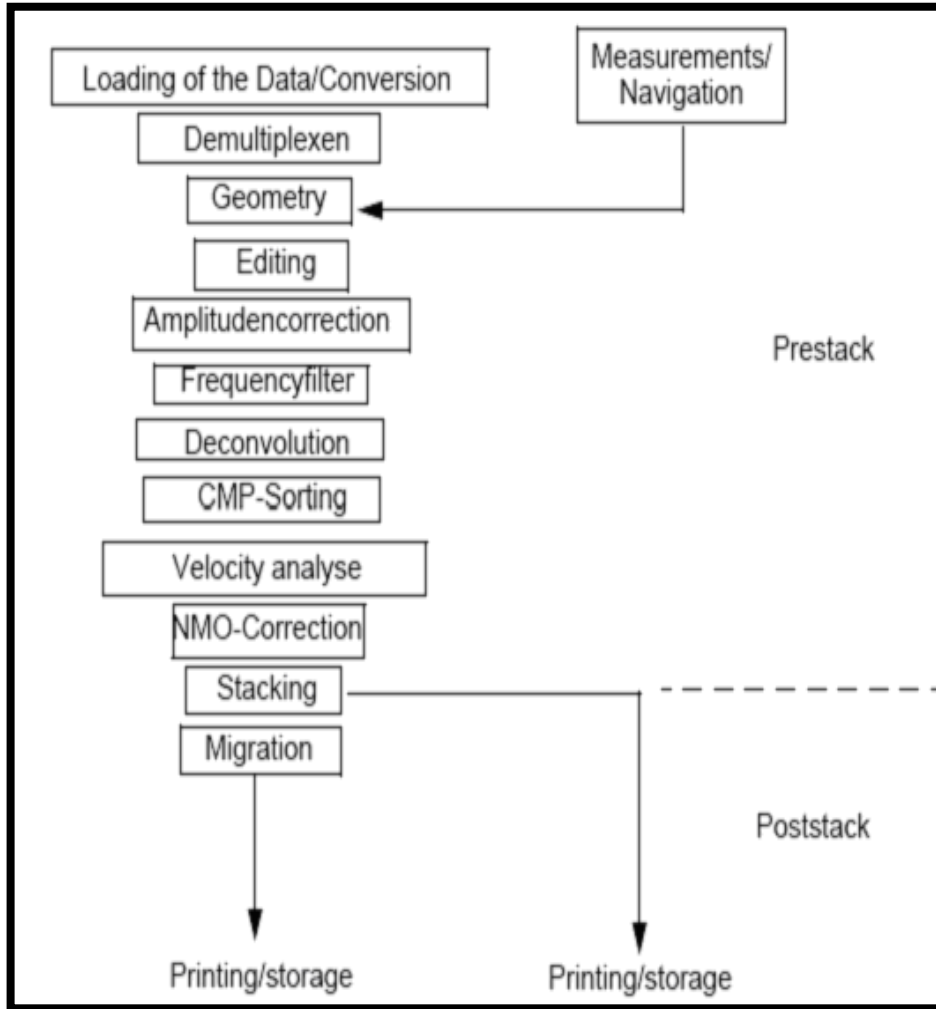 Loading of the Data/Conversion
Measurements/
Navigation
Demultiplexen
Geometry
Editing
Amplitudencorrection
Prestack
Frequencyfilter
Deconvolution
CMP-Sorting
Velocity analyse
NMO-Correction
Stacking
Migration
Poststack
Printing/storage
Printing/storage